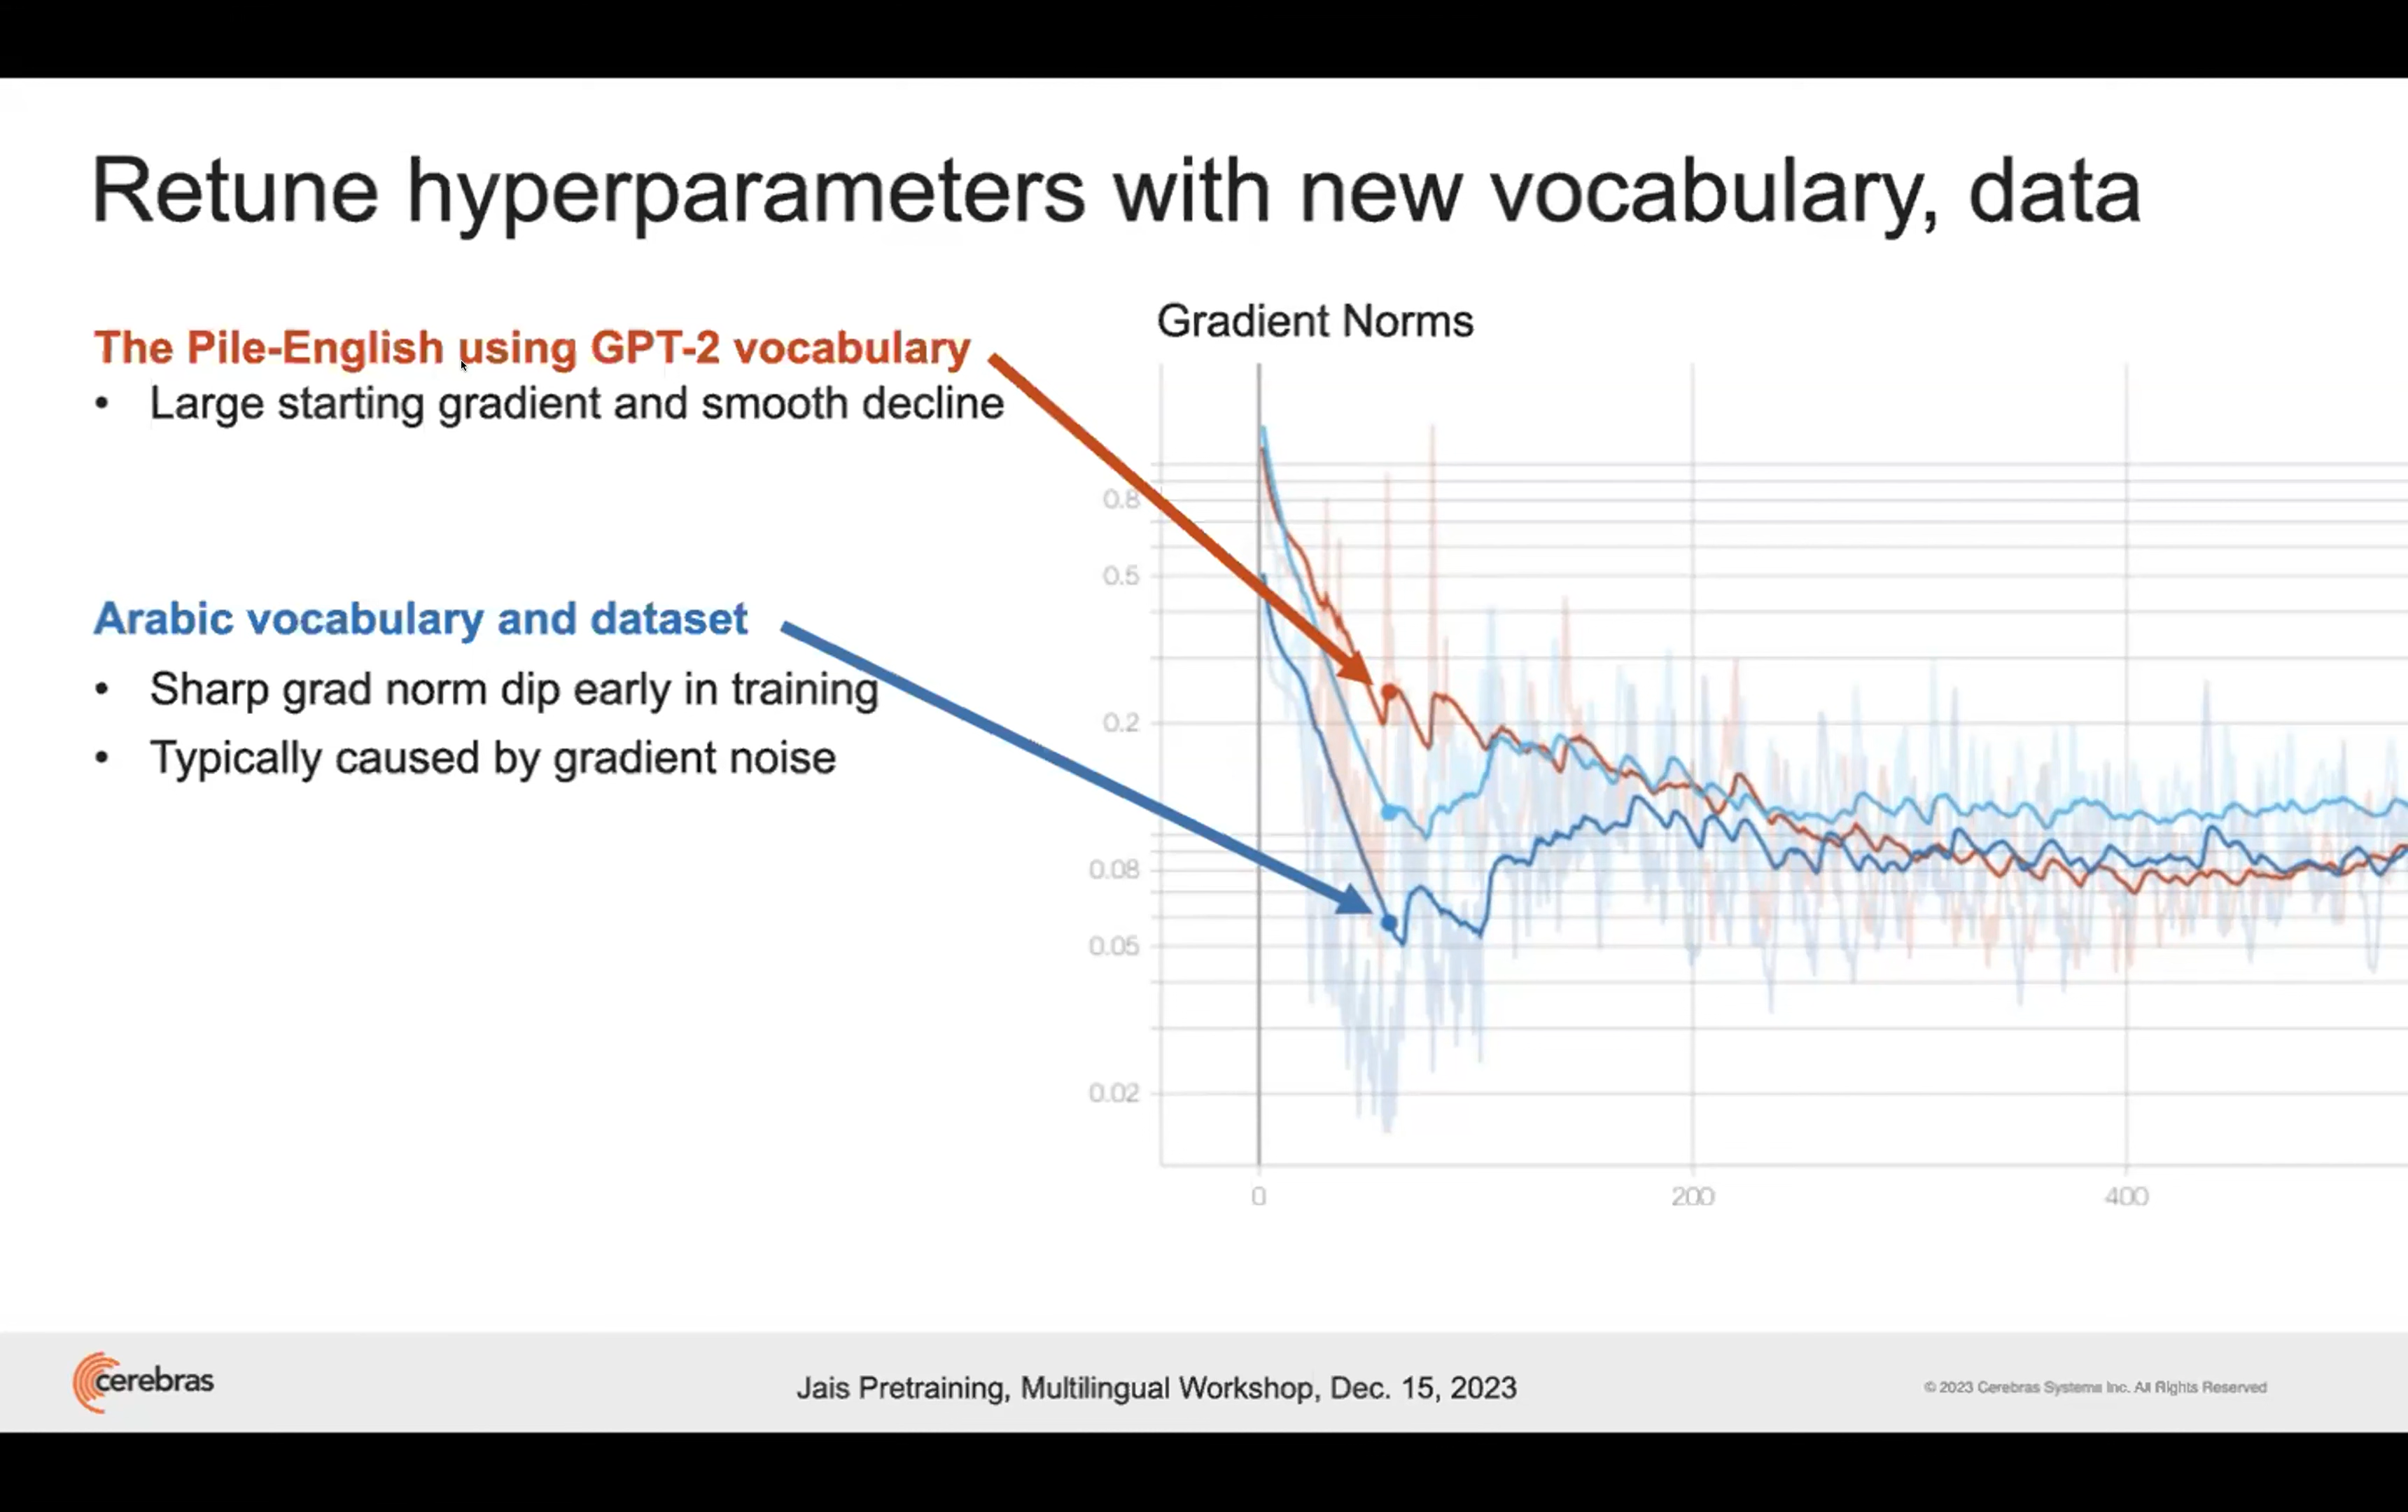 Retune hyperparameters with new vocabulary, data
The Pile-English using GPT-2 vocabulary
• Large starting gradient and smooth decline
Arabic vocabulary and dataset
• Sharp grad norm dip early in training
• Typically caused by gradient noise
Gradient Norms
0.8
0.5
0.2
0.08
0.05
0.02
0
200
400
cerebras
Jais Pretraining, Multilingual Workshop, Dec. 15, 2023
© 2023 Cerebras Systems Inc. All Rights Reserved